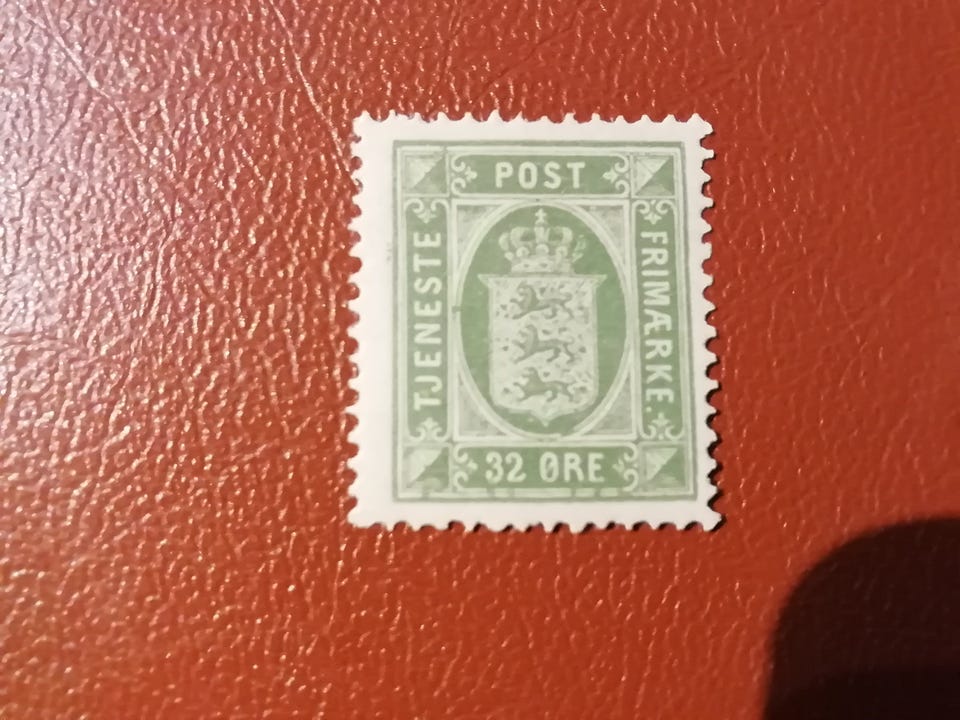 POST
TJENESTE
FRIMÆRKE.
32 ØRE